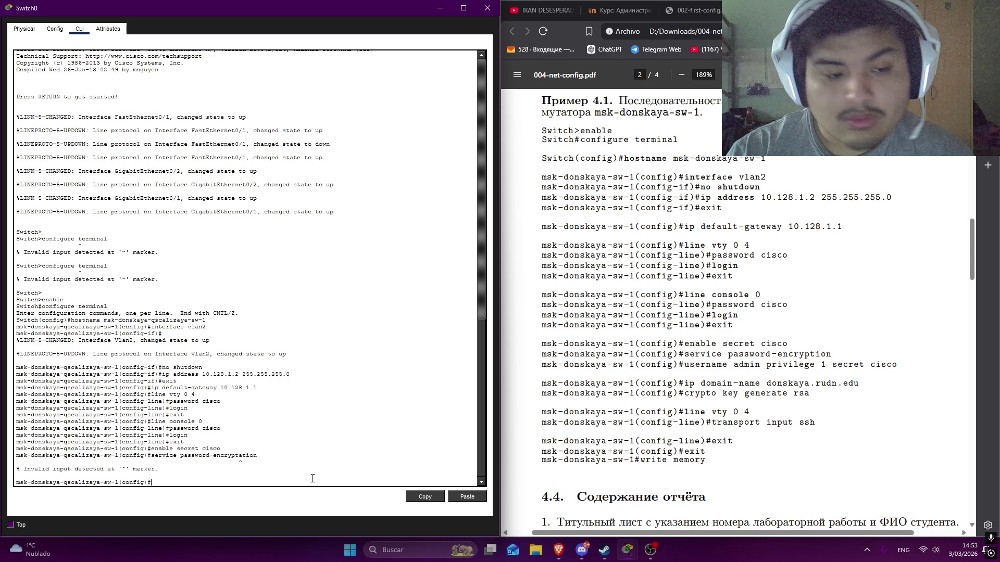 Switch0
Physical
Config
CLI
Attributes
Technical Support: http://www.cisco.com/techsupport
Copyright (c) 1986-2013 by Cisco Systems, Inc.
Compiled Wed 26-Jun-13 02:49 by mnguyen
Press RETURN to get started!
%LINK-5-CHANGED: Interface FastEthernet0/1, changed state to up
%LINEPROTO-5-UPDOWN: Line protocol on Interface FastEthernet0/1, changed state to up
%LINEPROTO-5-UPDOWN: Line protocol on Interface FastEthernet0/1, changed state to down
%LINEPROTO-5-UPDOWN: Line protocol on Interface FastEthernet0/1, changed state to up
%LINK-5-CHANGED: Interface GigabitEthernet0/2, changed state to up
%LINEPROTO-5-UPDOWN: Line protocol on Interface GigabitEthernet0/2, changed state to up
%LINK-5-CHANGED: Interface GigabitEthernet0/1, changed state to up
%LINEPROTO-5-UPDOWN: Line protocol on Interface GigabitEthernet0/1, changed state to up
Switch>
Switch>configure terminal
^
% Invalid input detected at '^' marker.
Switch>configure terminal
^
% Invalid input detected at '^' marker.
Switch>
Switch>enable
Switch#configure terminal
Enter configuration commands, one per line. End with CNTL/Z.
Switch(config)#hostname msk-donskaya-qscalizaya-sw-1
msk-donskaya-qscalizaya-sw-1(config)#interface vlan2
msk-donskaya-qscalizaya-sw-1(config-if)#
%LINK-5-CHANGED: Interface Vlan2, changed state to up
%LINEPROTO-5-UPDOWN: Line protocol on Interface Vlan2, changed state to up
msk-donskaya-qscalizaya-sw-1(config-if)#no shutdown
msk-donskaya-qscalizaya-sw-1(config-if)#ip address 10.128.1.2 255.255.255.0
msk-donskaya-qscalizaya-sw-1(config-if)#exit
msk-donskaya-qscalizaya-sw-1(config)#ip default-gateway 10.128.1.1
msk-donskaya-qscalizaya-sw-1(config)#line vty 0 4
msk-donskaya-qscalizaya-sw-1(config-line)#password cisco
msk-donskaya-qscalizaya-sw-1(config-line)#login
msk-donskaya-qscalizaya-sw-1(config-line)#exit
msk-donskaya-qscalizaya-sw-1(config)#line console 0
msk-donskaya-qscalizaya-sw-1(config-line)#password cisco
msk-donskaya-qscalizaya-sw-1(config-line)#login
msk-donskaya-qscalizaya-sw-1(config-line)#exit
msk-donskaya-qscalizaya-sw-1(config)#enable secret cisco
msk-donskaya-qscalizaya-sw-1(config)#service password-encryptation
^
% Invalid input detected at '^' marker.
msk-donskaya-qscalizaya-sw-1(config)#
Copy
Paste
Top
IRAN DESESPERAD
Курс: Администри
002-first-config.
Archivo
D:/Downloads/004-net
528 · Входящие —...
ChatGPT
Telegram Web
(1167)
004-net-config.pdf
2 / 4
189%
Пример 4.1. Последовательност
мутатора msk-donskaya-sw-1.
Switch>enable
Switch#configure terminal
Switch(config)#hostname msk-donskaya-sw-1
msk-donskaya-sw-1(config)#interface vlan2
msk-donskaya-sw-1(config-if)#no shutdown
msk-donskaya-sw-1(config-if)#ip address 10.128.1.2 255.255.255.0
msk-donskaya-sw-1(config-if)#exit
msk-donskaya-sw-1(config)#ip default-gateway 10.128.1.1
msk-donskaya-sw-1(config)#line vty 0 4
msk-donskaya-sw-1(config-line)#password cisco
msk-donskaya-sw-1(config-line)#login
msk-donskaya-sw-1(config-line)#exit
msk-donskaya-sw-1(config)#line console 0
msk-donskaya-sw-1(config-line)#password cisco
msk-donskaya-sw-1(config-line)#login
msk-donskaya-sw-1(config-line)#exit
msk-donskaya-sw-1(config)#enable secret cisco
msk-donskaya-sw-1(config)#service password-encryption
msk-donskaya-sw-1(config)#username admin privilege 1 secret cisco
msk-donskaya-sw-1(config)#ip domain-name donskaya.rudn.edu
msk-donskaya-sw-1(config)#crypto key generate rsa
msk-donskaya-sw-1(config)#line vty 0 4
msk-donskaya-sw-1(config-line)#transport input ssh
msk-donskaya-sw-1(config-line)#exit
msk-donskaya-sw-1(config)#exit
msk-donskaya-sw-1#write memory
4.4. Содержание отчёта
1. Титульный лист с указанием номера лабораторной работы и ФИО студента.
1°C
Nublado
Buscar
9+
ENG
14:53
3/03/2026